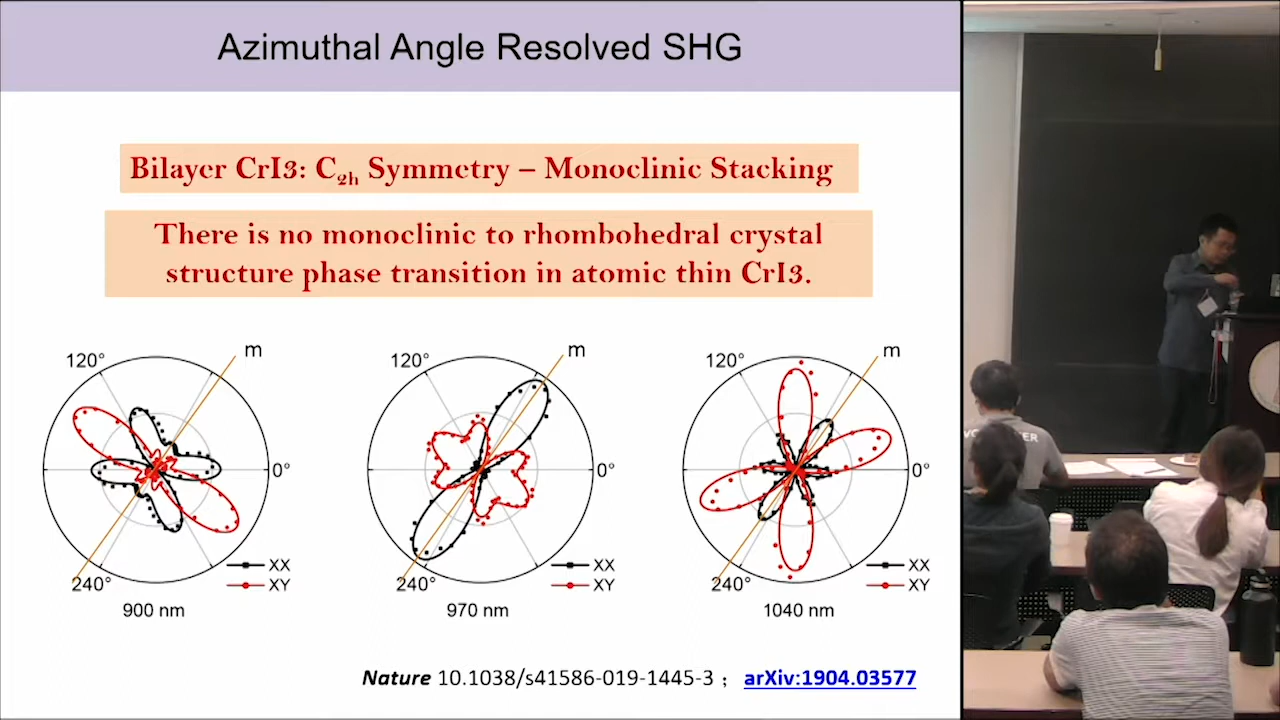 Azimuthal Angle Resolved SHG
Bilayer CrI3: C2h Symmetry – Monoclinic Stacking
There is no monoclinic to rhombohedral crystal
structure phase transition in atomic thin CrI3.
120°
m
0°
240°
XX
XY
900 nm
120°
m
0°
240°
XX
XY
970 nm
120°
m
0°
240°
XX
XY
1040 nm
Nature 10.1038/s41586-019-1445-3 ; arXiv:1904.03577